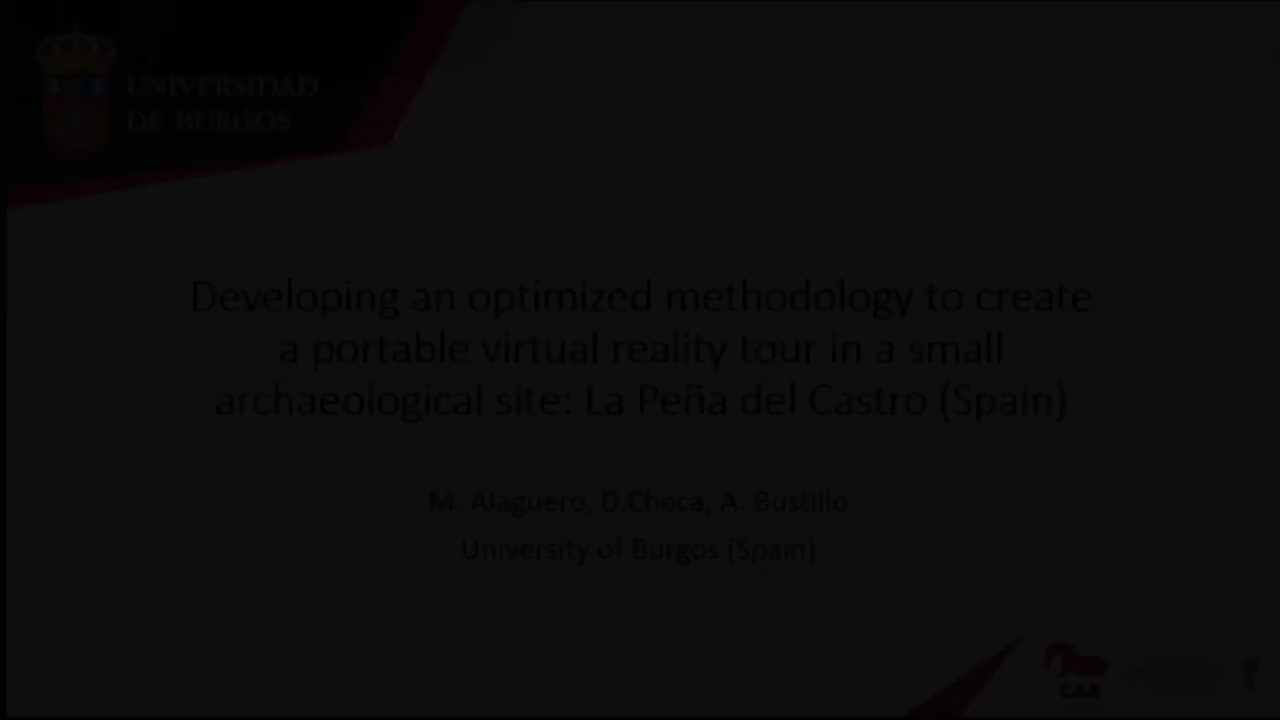 UNIVERSIDAD
DE BURGOS
Developing an optimized methodology to create
a portable virtual reality tour in a small
archaeological site: La Peña del Castro (Spain)
M. Alaguero, D.Checa, A. Bustillo
University of Burgos (Spain)
EAR